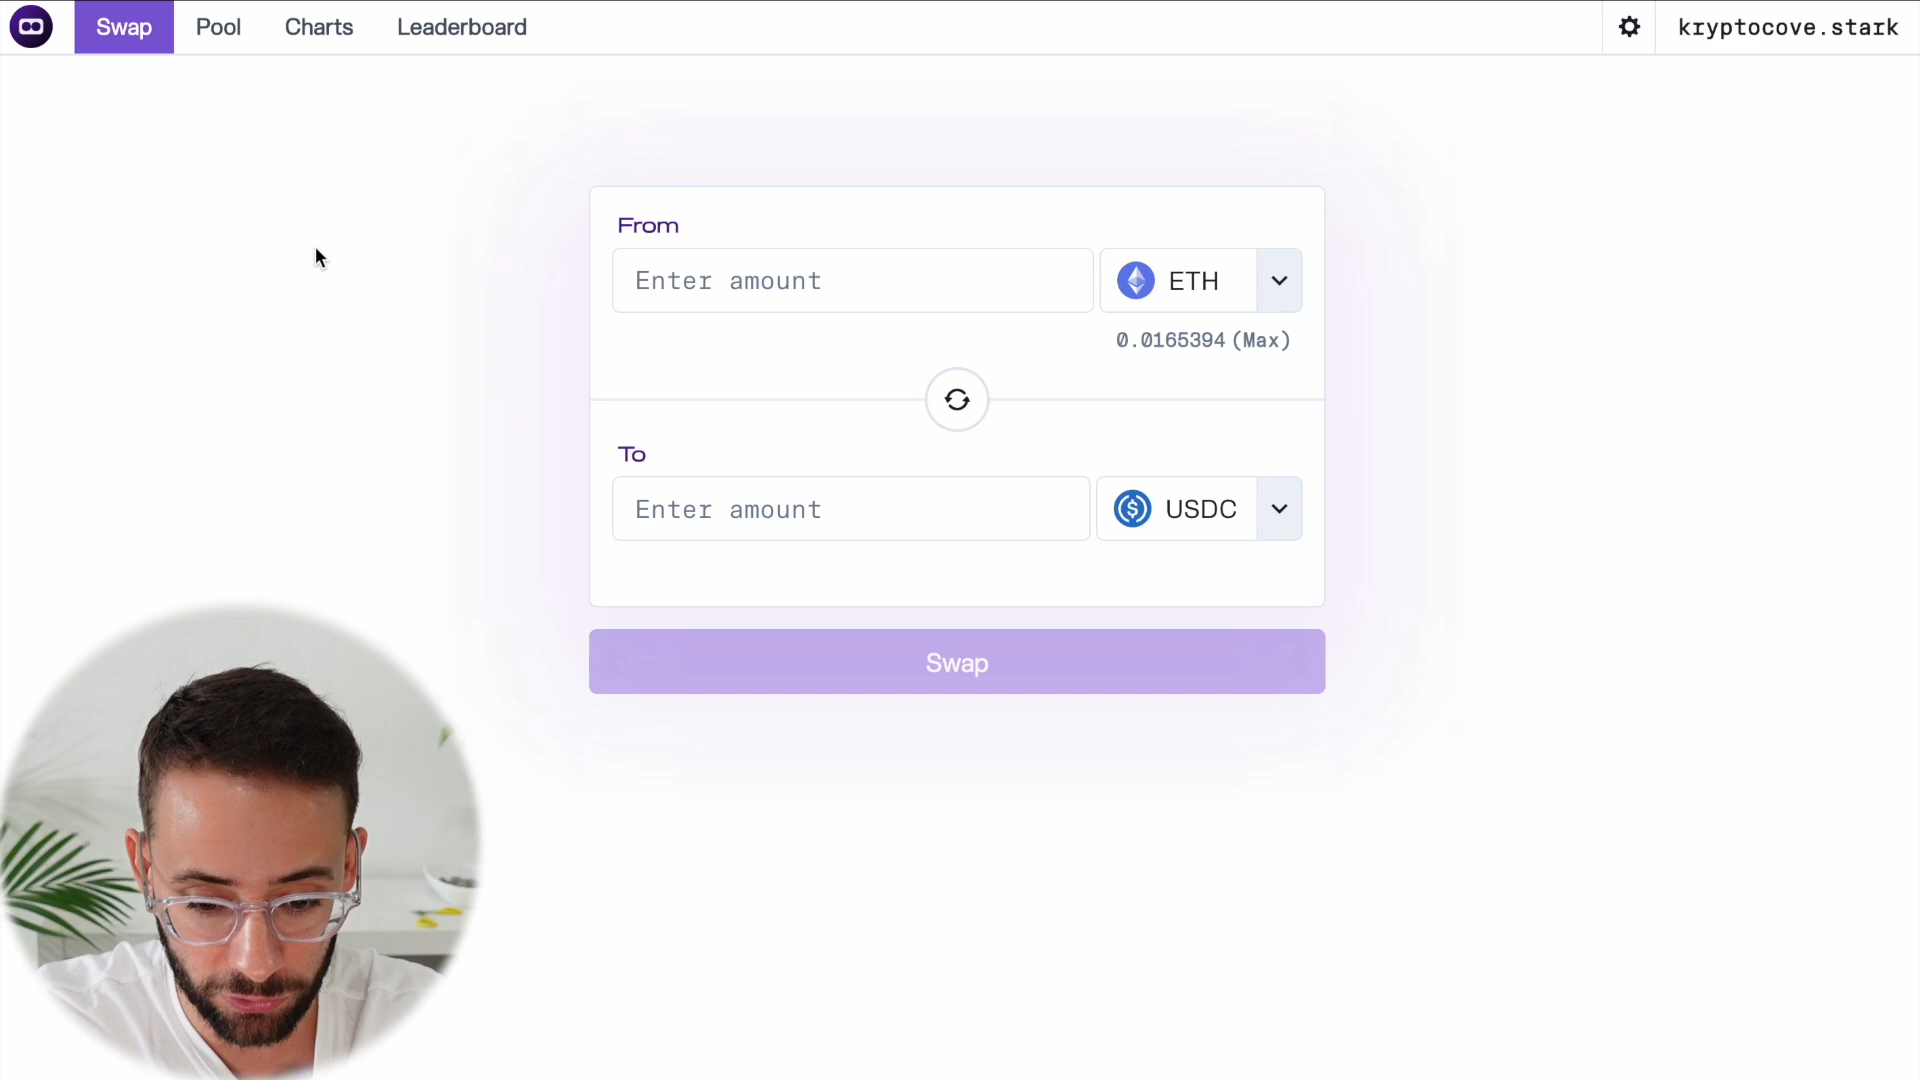 Swap Pool Charts Leaderboard kryptocove.stark
From
Enter amount ETH
0.0165394 (Max)
To
Enter amount USDC
Swap